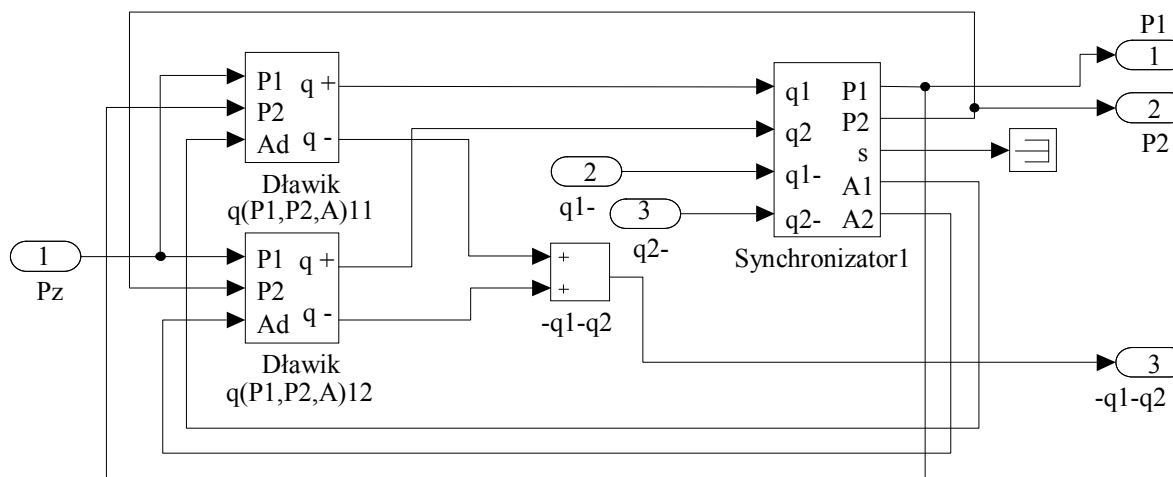 P1
1
P1
P2
Ad
q +
q -
Dławik
q(P1,P2,A)11
q1
q2
q1-
q2-
P1
P2
s
A1
A2
Synchronizator1
2
P2
2
q1-
3
q2-
1
Pz
P1
P2
Ad
q +
q -
Dławik
q(P1,P2,A)12
+
+
-q1-q2
3
-q1-q2